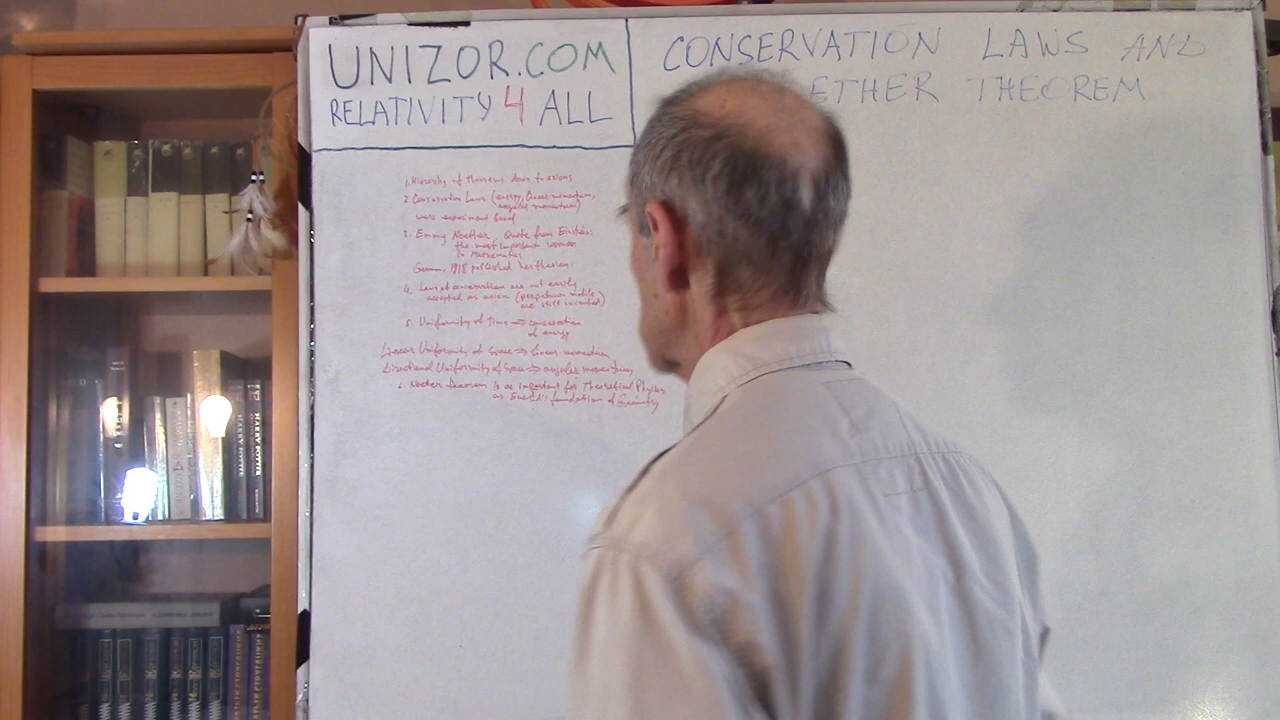 UNIZOR.COM
RELATIVITY 4 ALL
CONSERVATION LAWS AND
ETHER THEOREM
1. Hierarchy of theorems down to axioms
2. Conservation Laws (energy, linear momentum,
angular momentum)
were experiment based
3. Emmy Noether. Quote from Einstein:
the most important woman
in Mathematics
German, 1918 published her theorem.
4. Laws of conservation are not easily
accepted as axiom (perpetuum mobile
are still invented)
5. Uniformity of Time => conservation
of energy
Linear Uniformity of Space => linear momentum
Directional Uniformity of Space => angular momentum
6. Noether theorem is as important for Theoretical Physics
as Euclid's foundation of Geometry
HARRY POTTER